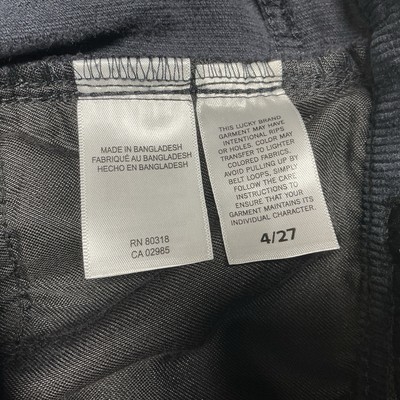 MADE IN BANGLADESH
FABRIQUÉ AU BANGLADESH
HECHO EN BANGLADESH
RN 80318
CA 02985
THIS LUCKY BRAND
GARMENT MAY HAVE
INTENTIONAL RIPS
OR HOLES. COLOR MAY
TRANSFER TO LIGHTER
COLORED FABRICS.
AVOID PULLING UP BY
BELT LOOPS, SIMPLY
FOLLOW THE CARE
INSTRUCTIONS TO
ENSURE THAT YOUR
GARMENT MAINTAINS ITS
INDIVIDUAL CHARACTER.
4/27